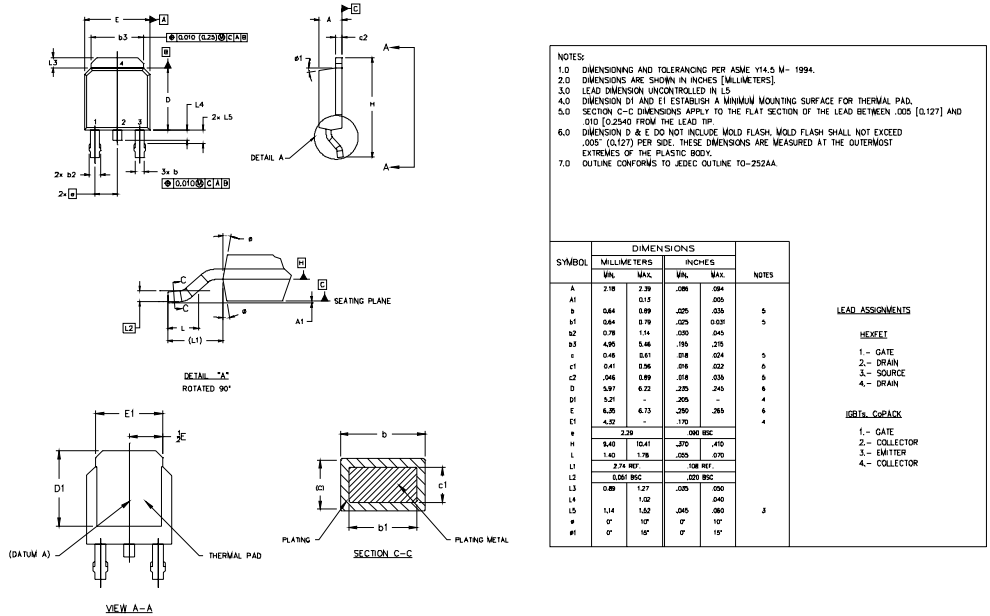 E
A
b3
⌖ 0.010 (0.25) Ⓜ C A B
L3
4
B
D
L4
2x L5
1 2 3
2x b2
3x b
⌖ 0.010 Ⓜ C A B
2x e
C
A
c2
ø1
H
A
A
DETAIL A
ø
C
H
C
SEATING PLANE
C
L2
L
A1
ø
(L1)
DETAIL "A"
ROTATED 90°
E1
E
2
D1
(DATUM A)
THERMAL PAD
VIEW A-A
b
(c)
c1
b1
PLATING
PLATING METAL
SECTION C-C
NOTES:
1.0 DIMENSIONING AND TOLERANCING PER ASME Y14.5 M- 1994.
2.0 DIMENSIONS ARE SHOWN IN INCHES [MILLIMETERS].
3.0 LEAD DIMENSION UNCONTROLLED IN L5
4.0 DIMENSION D1 AND E1 ESTABLISH A MINIMUM MOUNTING SURFACE FOR THERMAL PAD.
5.0 SECTION C-C DIMENSIONS APPLY TO THE FLAT SECTION OF THE LEAD BETWEEN .005 [0.127] AND
.010 [0.2540 FROM THE LEAD TIP.
6.0 DIMENSION D & E DO NOT INCLUDE MOLD FLASH. MOLD FLASH SHALL NOT EXCEED
.005" (0.127) PER SIDE. THESE DIMENSIONS ARE MEASURED AT THE OUTERMOST
EXTREMES OF THE PLASTIC BODY.
7.0 OUTLINE CONFORMS TO JEDEC OUTLINE TO-252AA.
DIMENSIONS
SYMBOL MILLIMETERS INCHES NOTES
MIN. MAX. MIN. MAX.
A 2.18 2.39 .086 .094
A1 0.13 .005
b 0.64 0.89 .025 .035 5
b1 0.64 0.79 .025 0.031 5
b2 0.76 1.14 .030 .045
b3 4.95 5.46 .195 .215
c 0.46 0.61 .018 .024 5
c1 0.41 0.56 .016 .022 5
c2 .046 0.89 .018 .035 5
D 5.97 6.22 .235 .245 6
D1 5.21 - .205 - 4
E 6.35 6.73 .250 .265 6
E1 4.32 - .170 4
e 2.29 .090 BSC
H 9.40 10.41 .370 .410
L 1.40 1.78 .055 .070
L1 2.74 REF. .108 REF.
L2 0.051 BSC .020 BSC
L3 0.89 1.27 .035 .050
L4 1.02 .040
L5 1.14 1.52 .045 .060 3
ø 0° 10° 0° 10°
ø1 0° 15° 0° 15°
LEAD ASSIGNMENTS
HEXFET
1.- GATE
2.- DRAIN
3.- SOURCE
4.- DRAIN
IGBTs, CoPACK
1.- GATE
2.- COLLECTOR
3.- EMITTER
4.- COLLECTOR